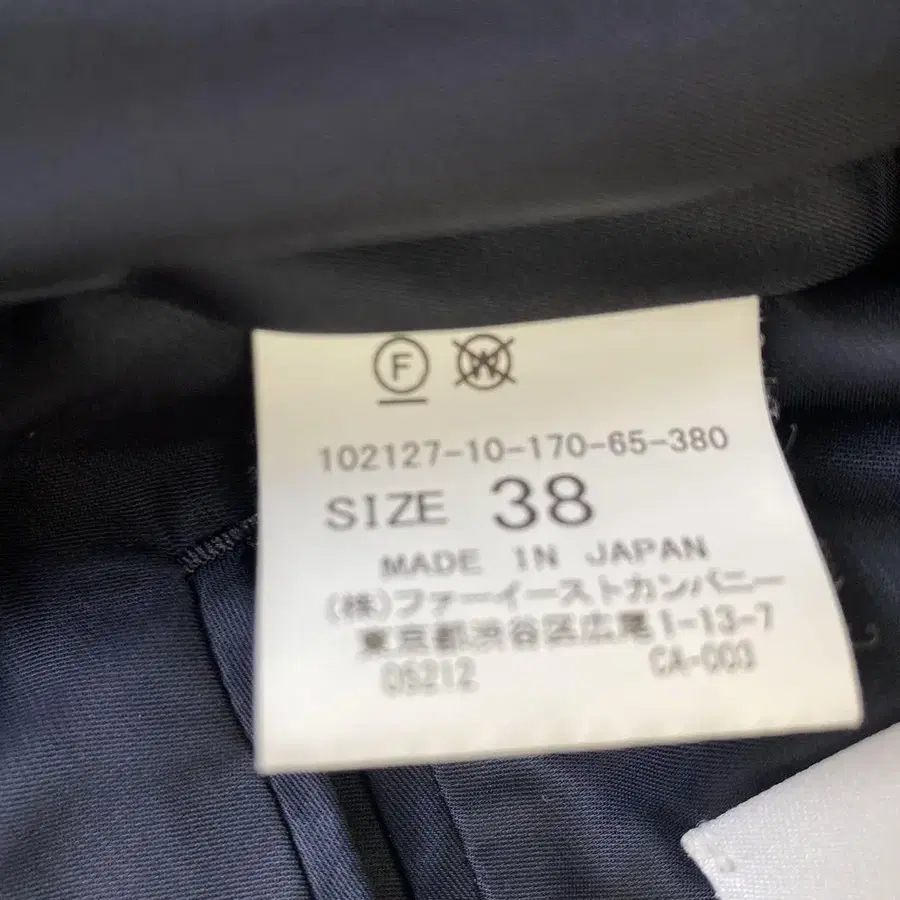 F W
102127-10-170-65-380
SIZE 38
MADE IN JAPAN
(株)ファーイーストカンパニー
東京都渋谷区広尾1-13-7
05212 CA-003